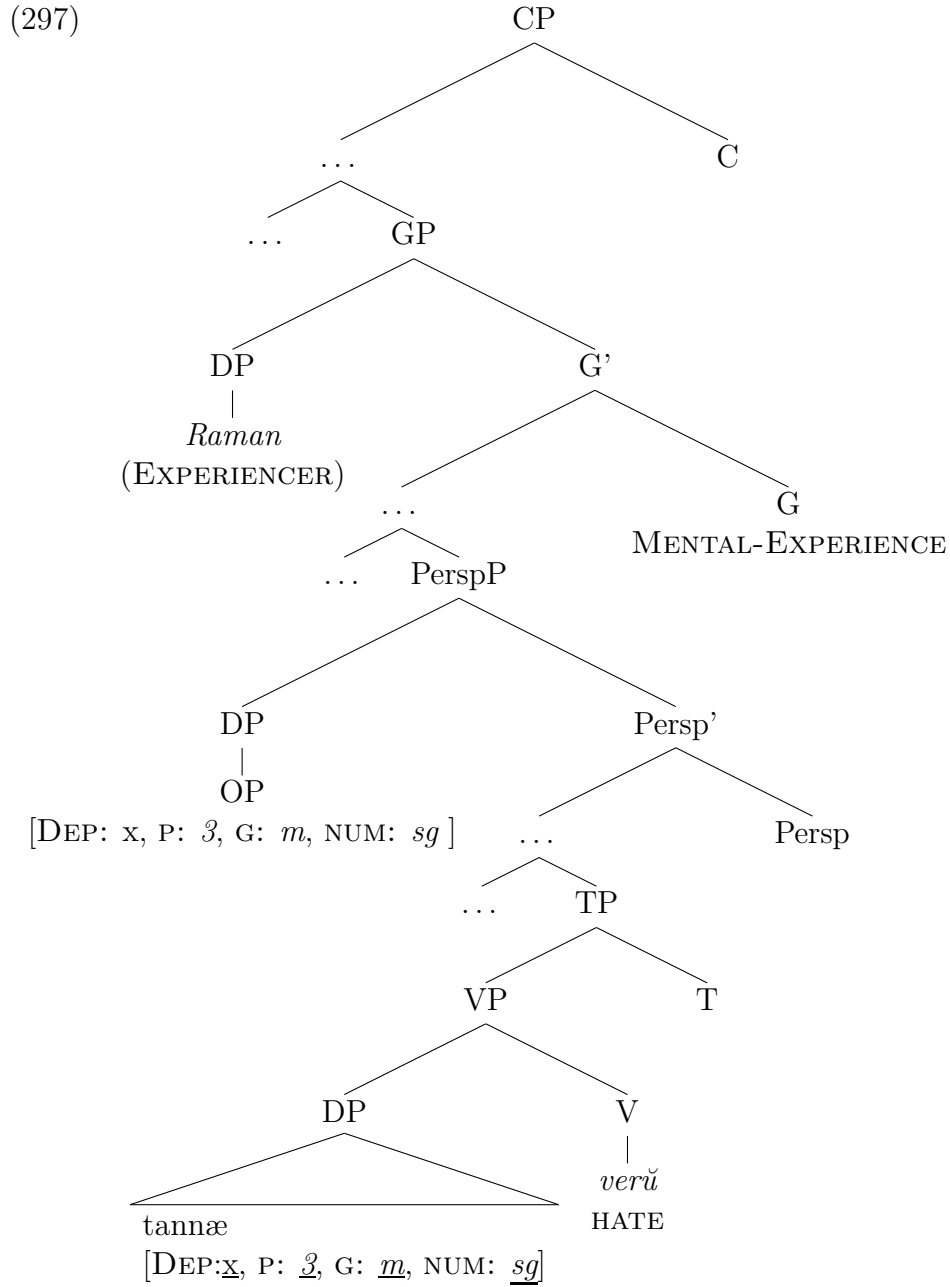 (297)
CP
… C
… GP
DP G’
Raman
(EXPERIENCER)
… G
MENTAL-EXPERIENCE
… PerspP
DP Persp’
OP
[DEP: x, P: 3, G: m, NUM: sg ]
… Persp
… TP
VP T
DP V
verŭ
HATE
tannæ
[DEP:x, P: 3, G: m, NUM: sg]